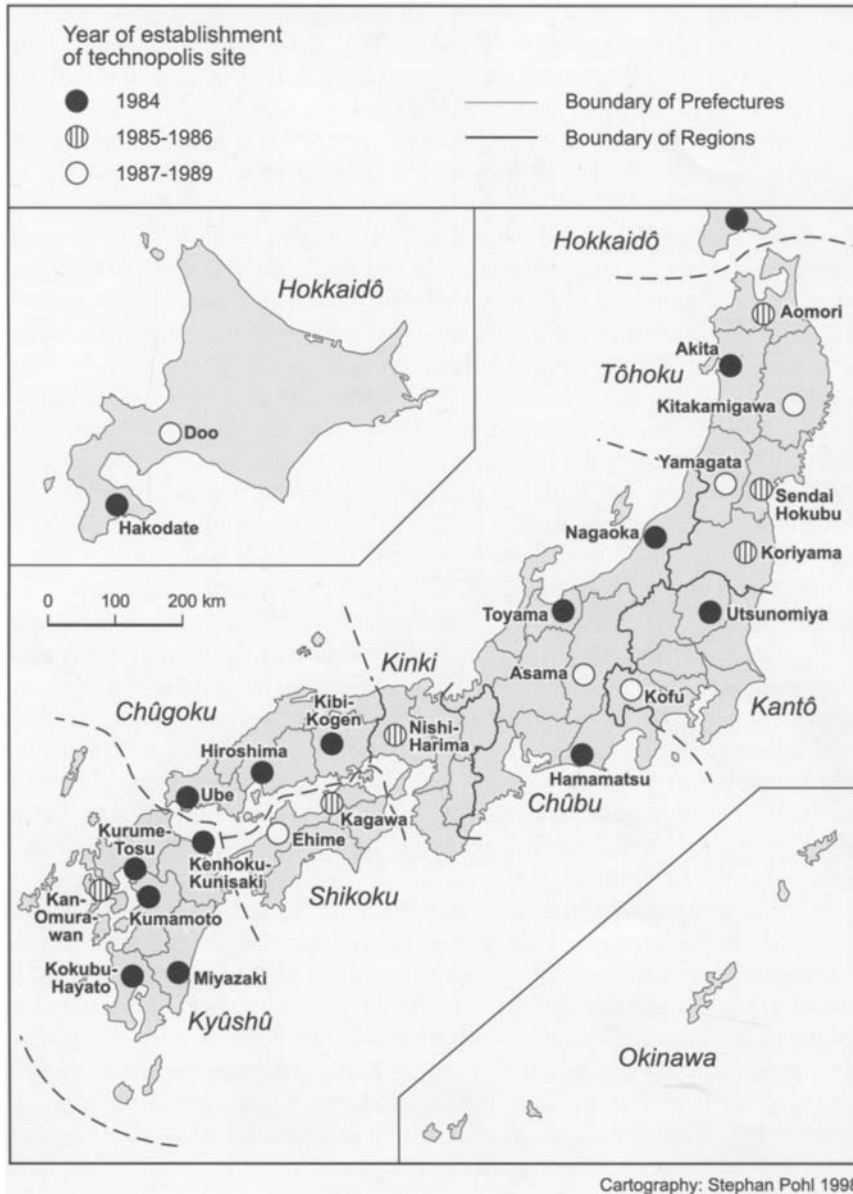 Year of establishment
of technopolis site
1984
1985-1986
1987-1989
Boundary of Prefectures
Boundary of Regions
Hokkaidô
Doo
Hakodate
Hokkaidô
Aomori
Akita
Tôhoku
Kitakamigawa
Yamagata
Sendai
Hokubu
Nagaoka
Koriyama
0 100 200 km
Toyama
Utsunomiya
Kinki
Asama
Kofu
Kantô
Chûgoku
Kibi-
Kogen
Nishi-
Harima
Hiroshima
Hamamatsu
Ube
Chûbu
Kagawa
Kurume-
Tosu
Ehime
Kenhoku-
Kunisaki
Shikoku
Kan-
Omura-
wan
Kumamoto
Kokubu-
Hayato
Miyazaki
Kyûshû
Okinawa
Cartography: Stephan Pohl 1998